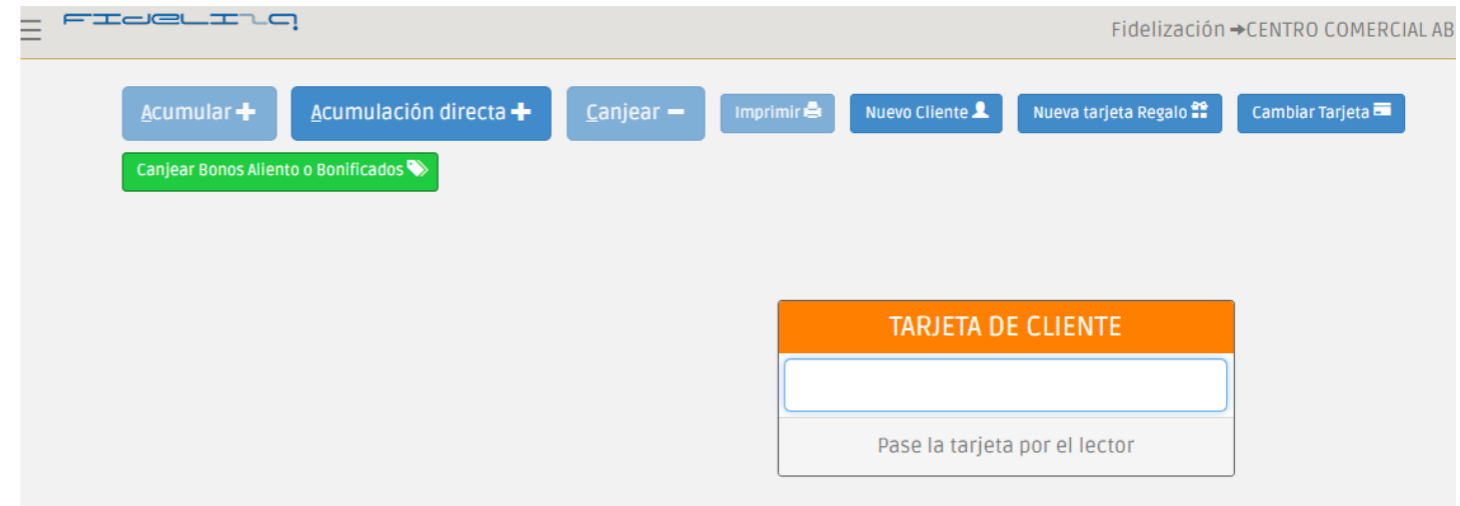 FIDELIZA!
Fidelización ➔CENTRO COMERCIAL AB
Acumular
Acumulación directa
Canjear
Imprimir
Nuevo Cliente
Nueva tarjeta Regalo
Cambiar Tarjeta
Canjear Bonos Aliento o Bonificados
TARJETA DE CLIENTE
Pase la tarjeta por el lector